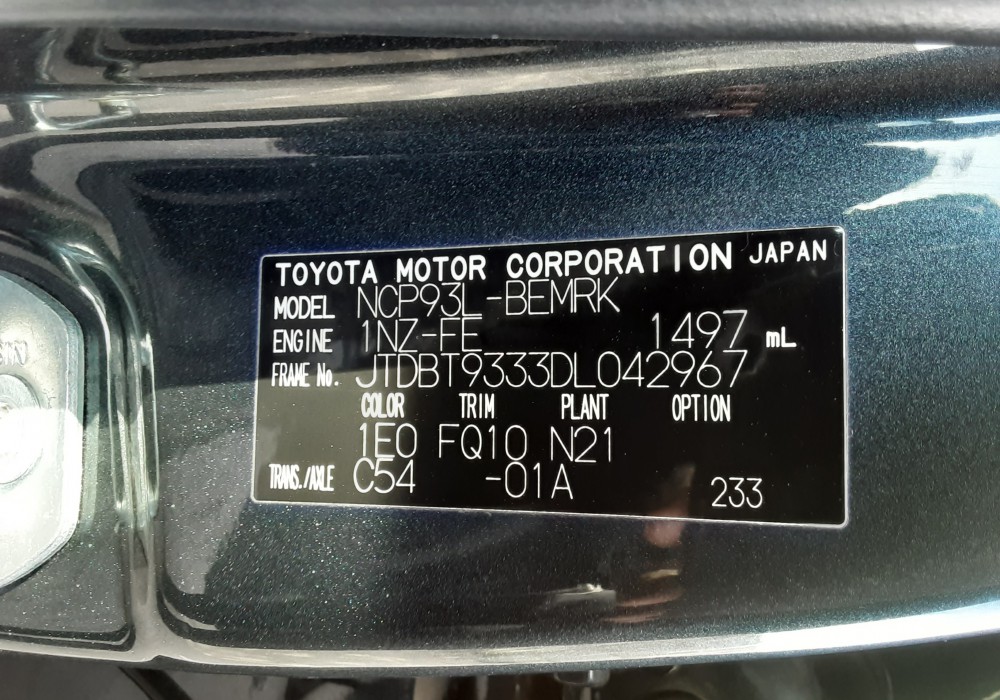 TOYOTA MOTOR CORPORATION JAPAN
MODEL NCP93L-BEMRK
ENGINE 1NZ-FE 1497 mL
FRAME No. JTDBT9333DL042967
COLOR TRIM PLANT OPTION
1E0 FQ10 N21
TRANS./AXLE C54 -01A 233